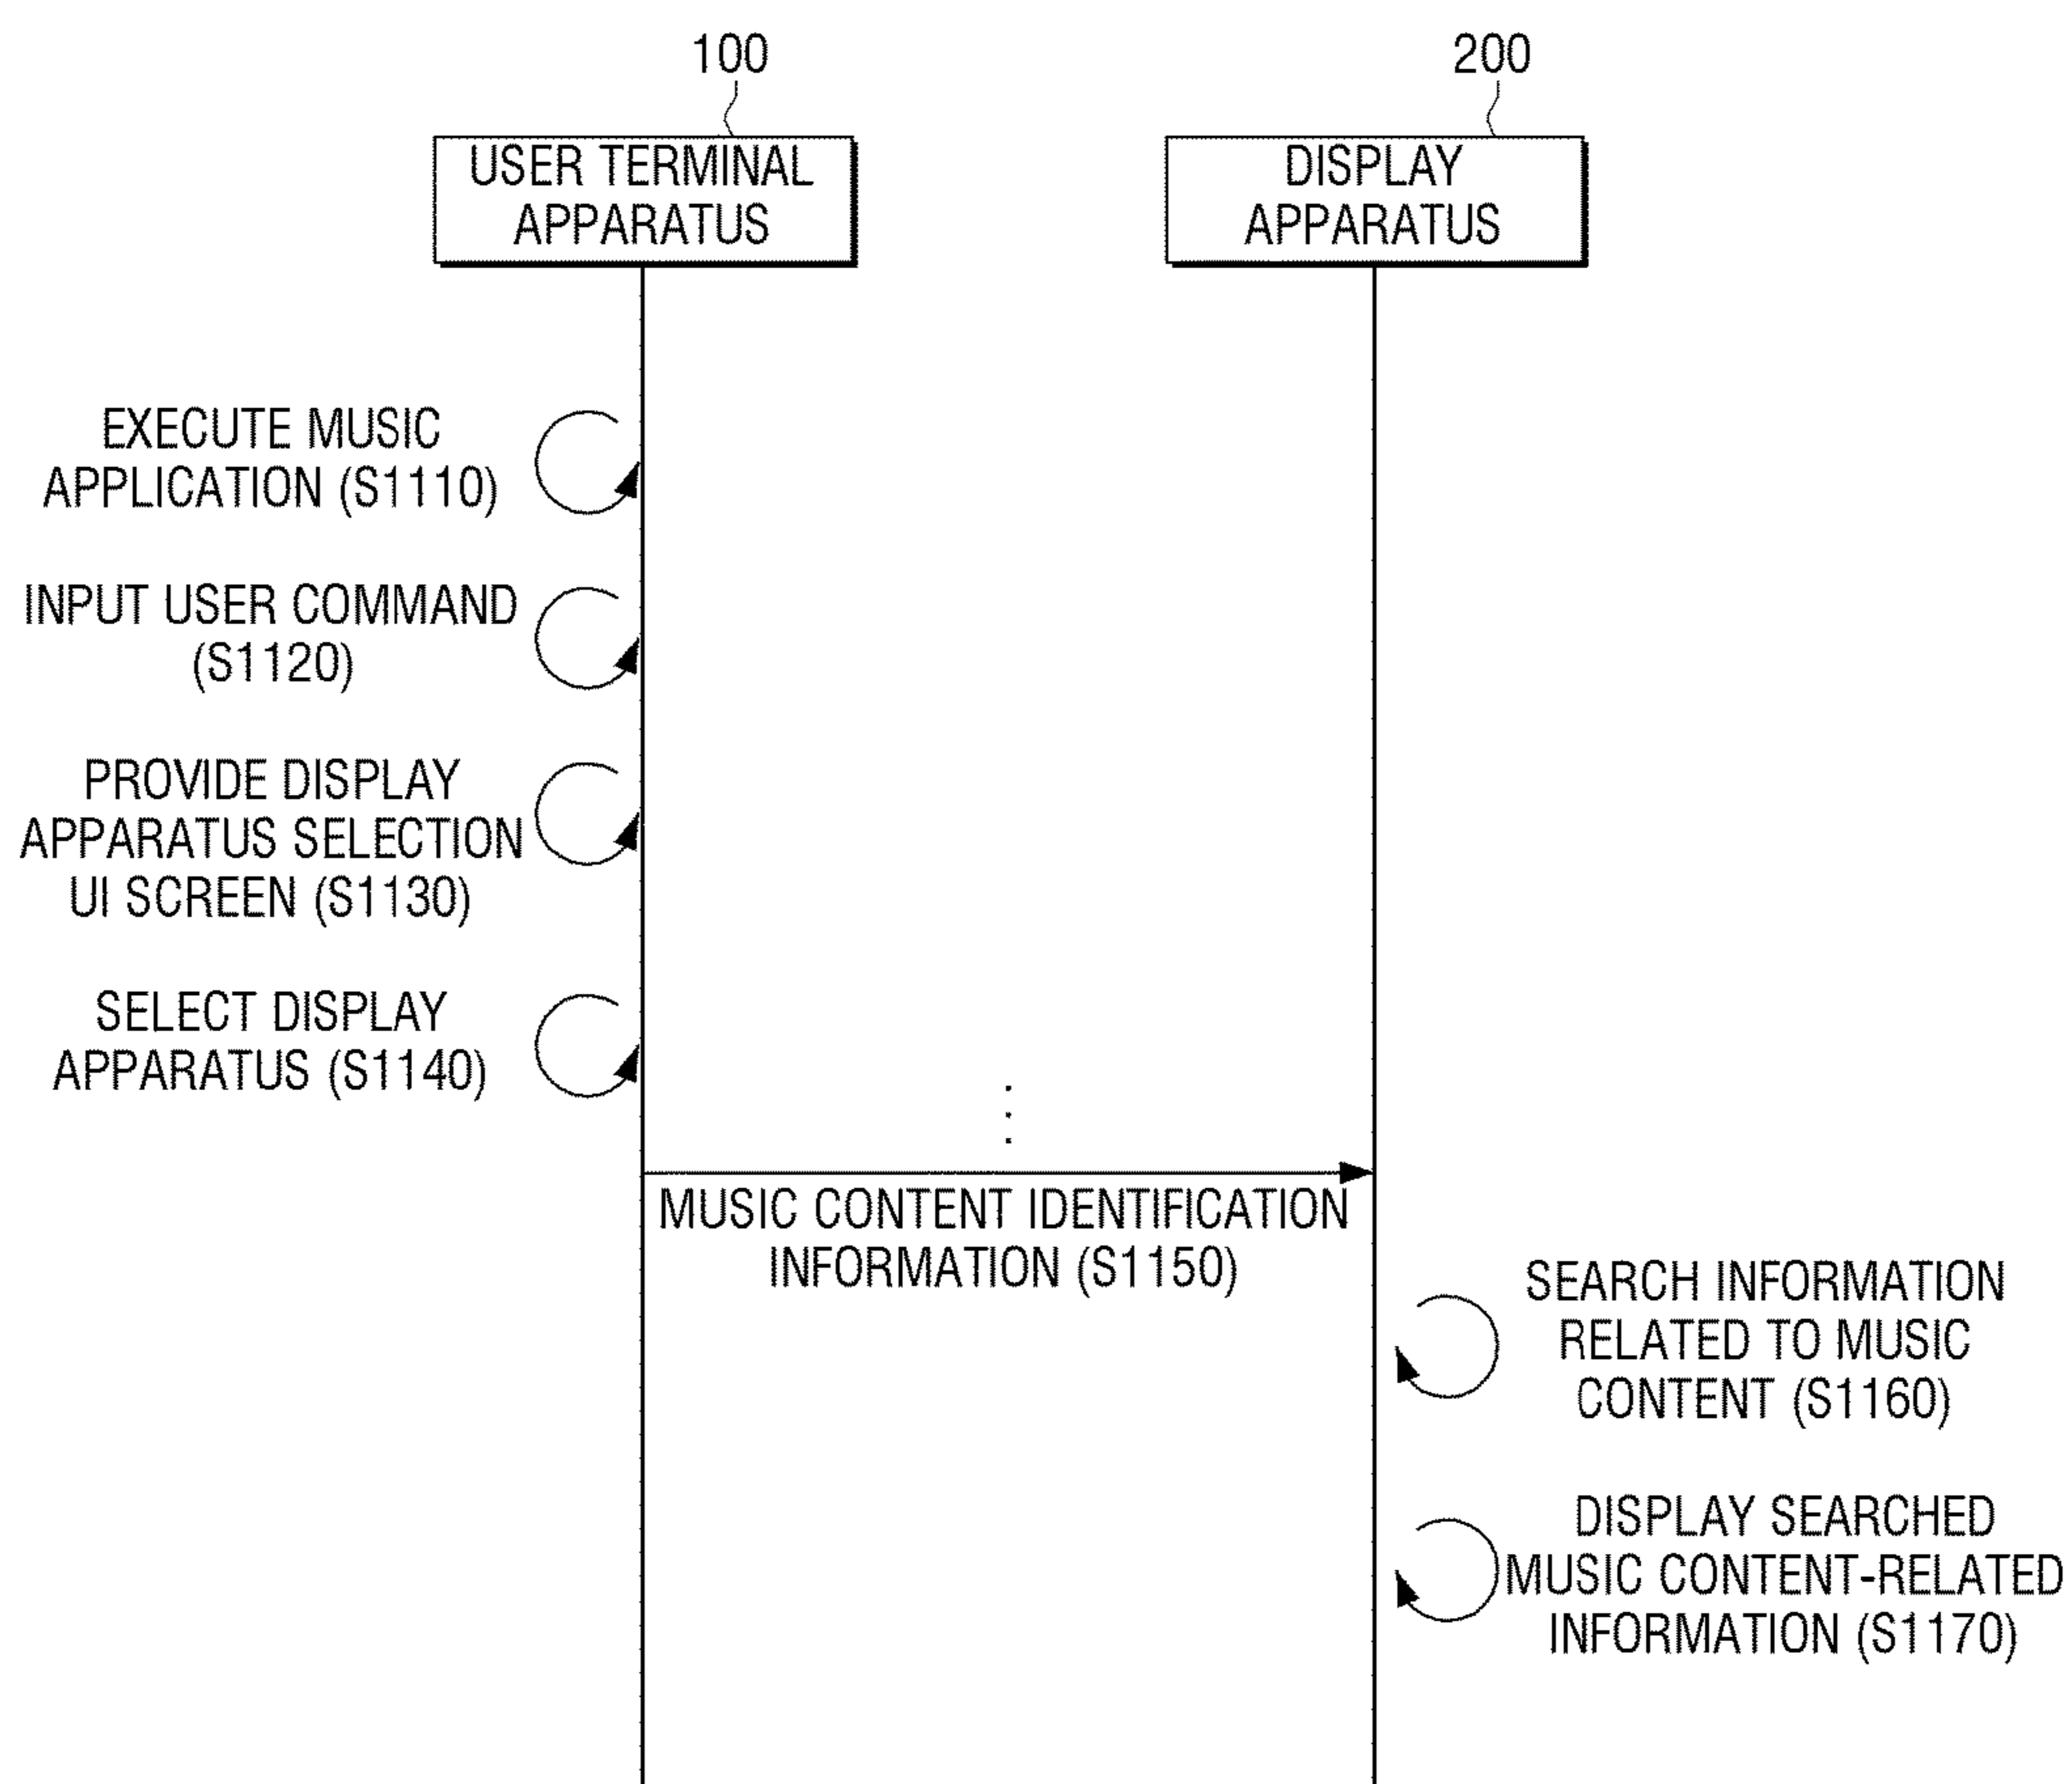 100
200
USER TERMINAL
APPARATUS
DISPLAY
APPARATUS
EXECUTE MUSIC
APPLICATION (S1110)
INPUT USER COMMAND
(S1120)
PROVIDE DISPLAY
APPARATUS SELECTION
UI SCREEN (S1130)
SELECT DISPLAY
APPARATUS (S1140)
MUSIC CONTENT IDENTIFICATION
INFORMATION (S1150)
SEARCH INFORMATION
RELATED TO MUSIC
CONTENT (S1160)
DISPLAY SEARCHED
MUSIC CONTENT-RELATED
INFORMATION (S1170)